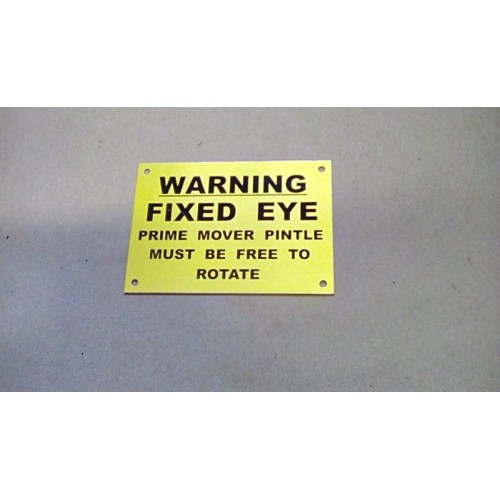 WARNING
FIXED EYE
PRIME MOVER PINTLE
MUST BE FREE TO
ROTATE